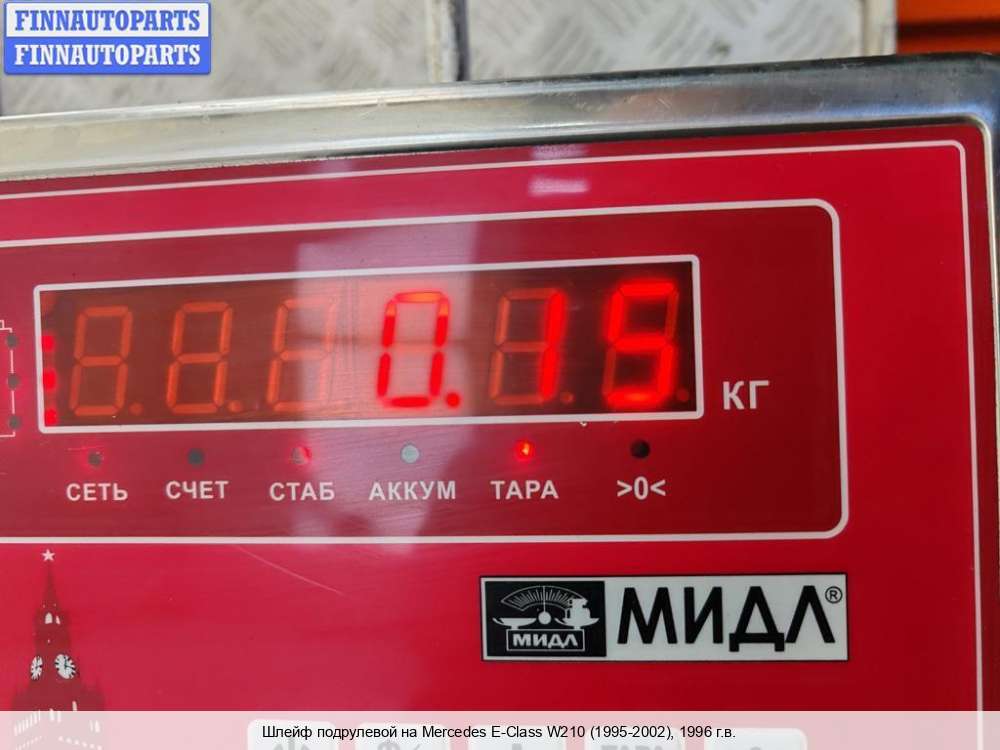 FINNAUTOPARTS
FINNAUTOPARTS
0.15
КГ
СЕТЬ СЧЕТ СТАБ АККУМ ТАРА >0<
МИДЛ МИДЛ®
Шлейф подрулевой на Mercedes E-Class W210 (1995-2002), 1996 г.в.